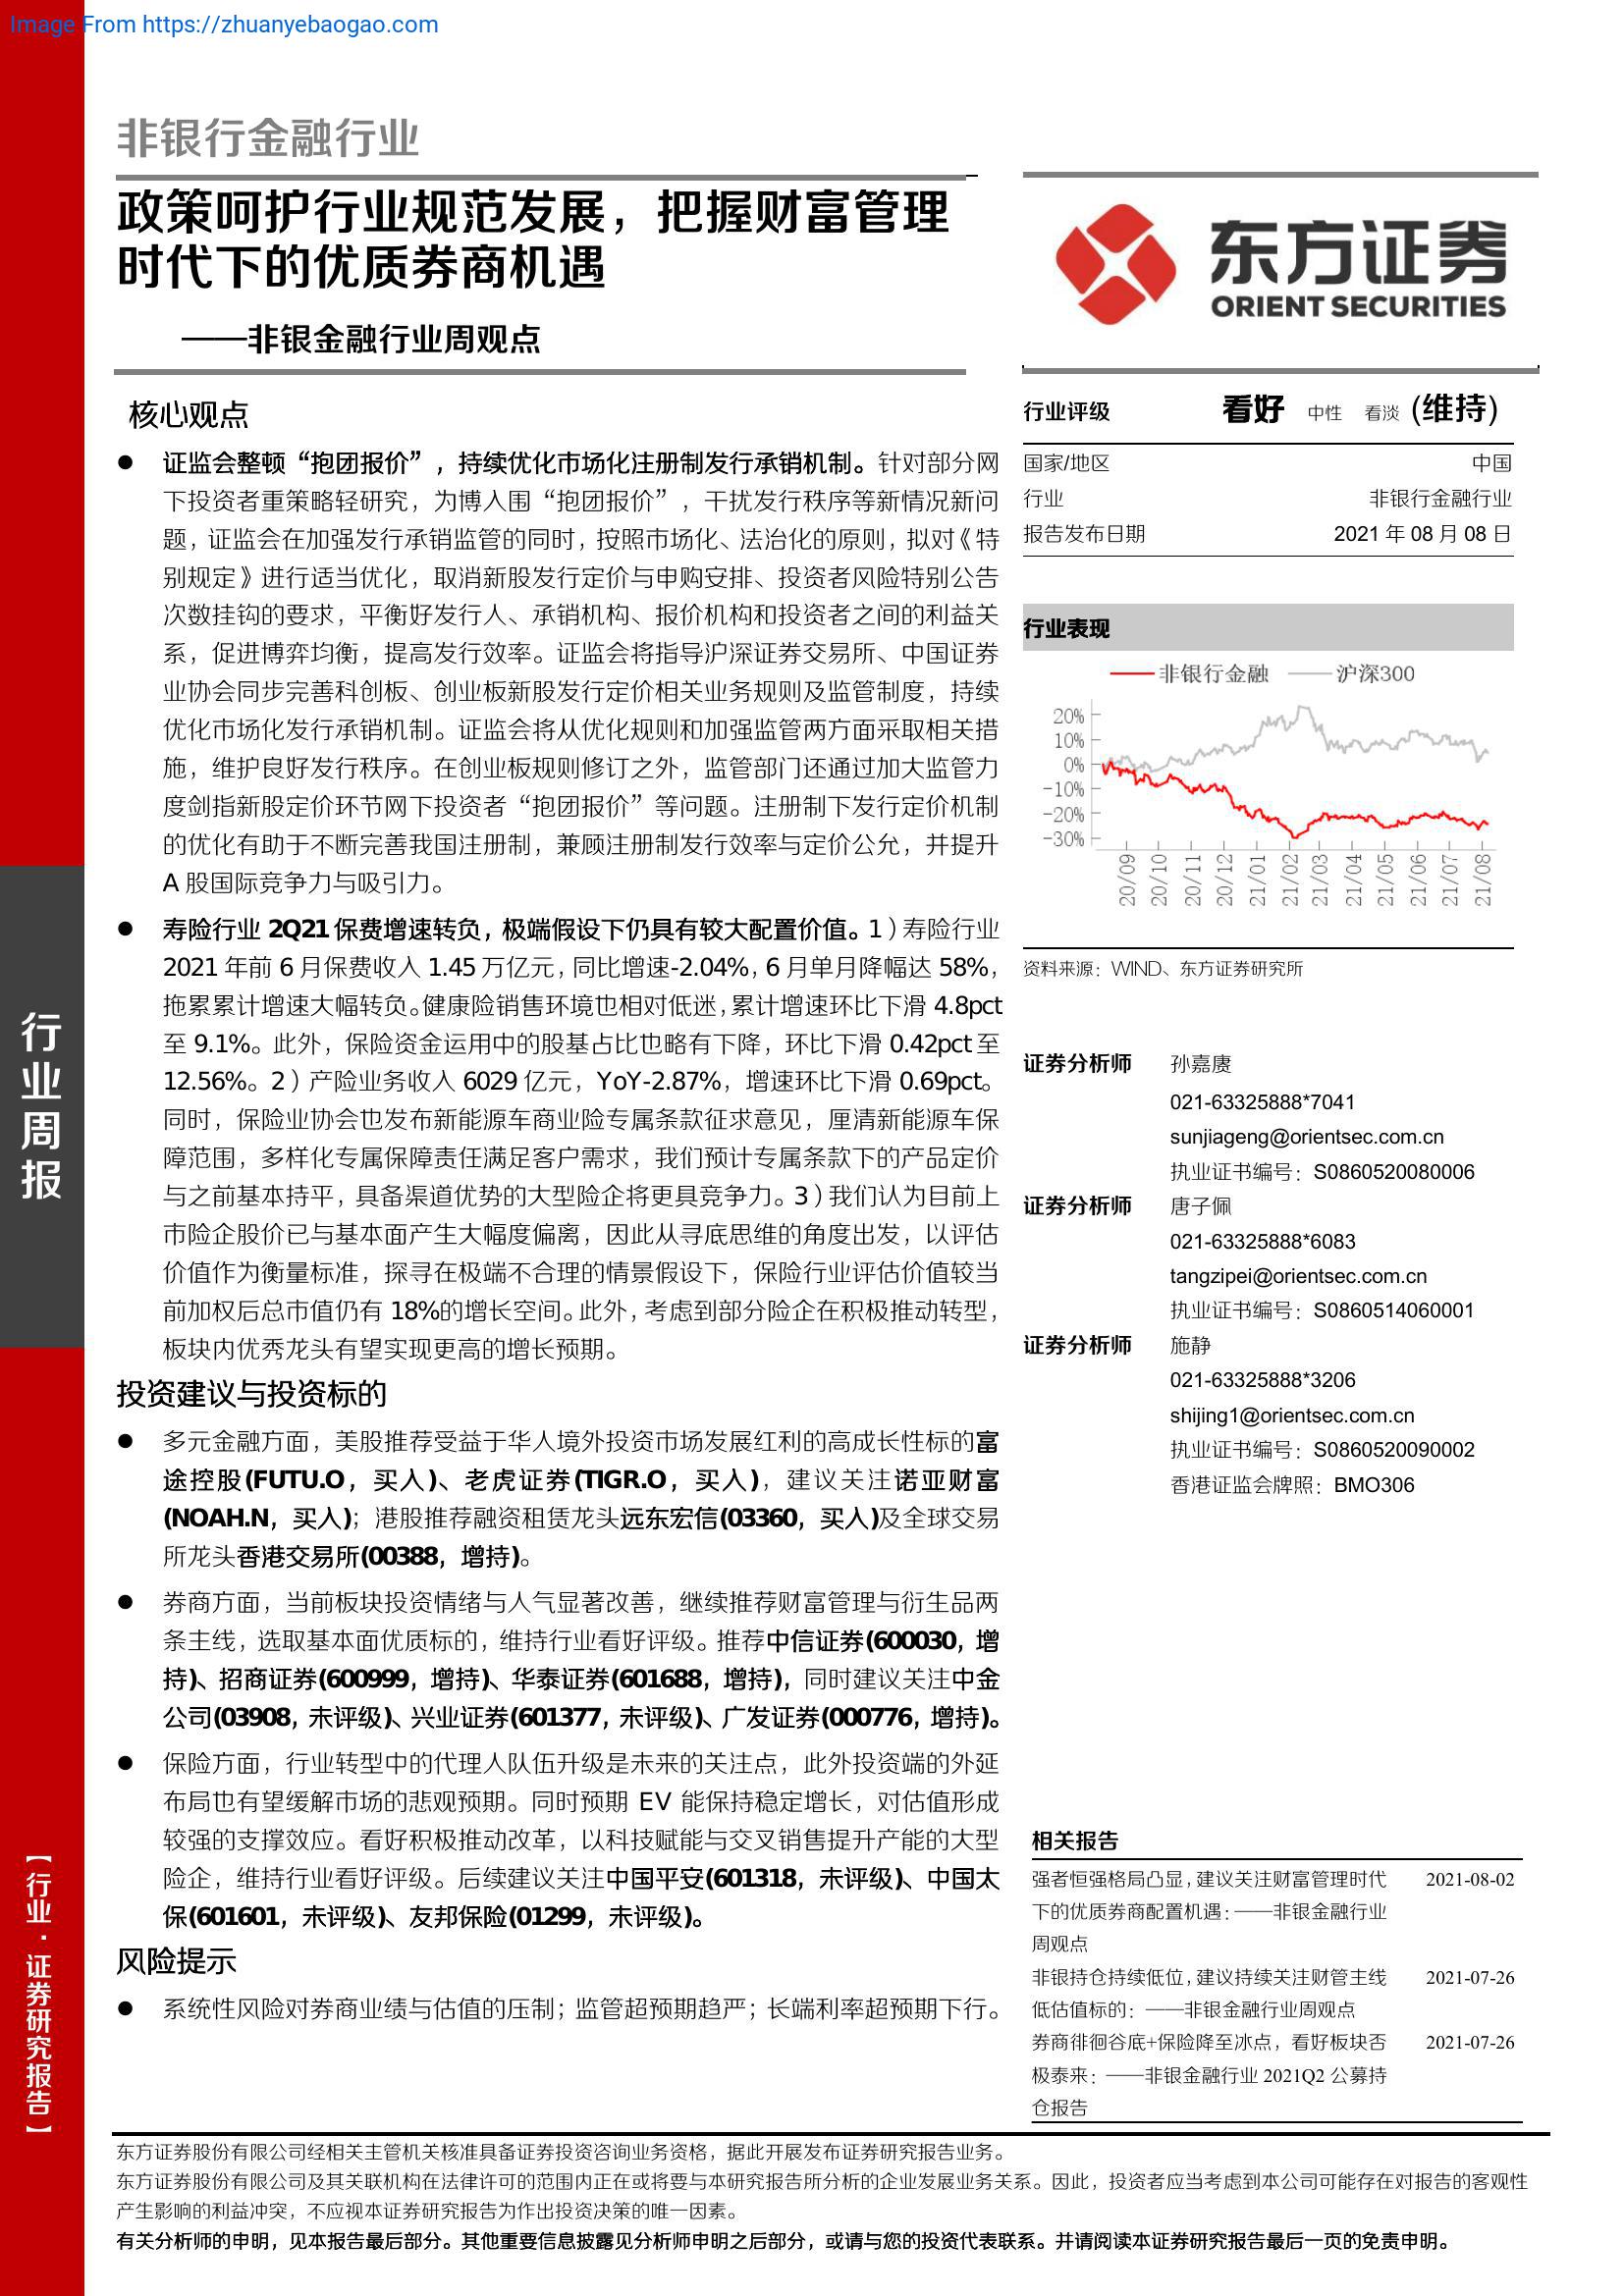 Image From https://zhuanyebaogao.com
非银行金融行业
政策呵护行业规范发展，把握财富管理
时代下的优质券商机遇
——非银金融行业周观点
核心观点
● 证监会整顿“抱团报价”，持续优化市场化注册制发行承销机制。针对部分网
下投资者重策略轻研究，为博入围“抱团报价”，干扰发行秩序等新情况新问
题，证监会在加强发行承销监管的同时，按照市场化、法治化的原则，拟对《特
别规定》进行适当优化，取消新股发行定价与申购安排、投资者风险特别公告
次数挂钩的要求，平衡好发行人、承销机构、报价机构和投资者之间的利益关
系，促进博弈均衡，提高发行效率。证监会将指导沪深证券交易所、中国证券
业协会同步完善科创板、创业板新股发行定价相关业务规则及监管制度，持续
优化市场化发行承销机制。证监会将从优化规则和加强监管两方面采取相关措
施，维护良好发行秩序。在创业板规则修订之外，监管部门还通过加大监管力
度剑指新股定价环节网下投资者“抱团报价”等问题。注册制下发行定价机制
的优化有助于不断完善我国注册制，兼顾注册制发行效率与定价公允，并提升
A 股国际竞争力与吸引力。
● 寿险行业 2Q21 保费增速转负，极端假设下仍具有较大配置价值。1）寿险行业
2021 年前 6 月保费收入 1.45 万亿元，同比增速-2.04%，6 月单月降幅达 58%，
拖累累计增速大幅转负。健康险销售环境也相对低迷，累计增速环比下滑 4.8pct
至 9.1%。此外，保险资金运用中的股基占比也略有下降，环比下滑 0.42pct 至
12.56%。2）产险业务收入 6029 亿元，YoY-2.87%，增速环比下滑 0.69pct。
同时，保险业协会也发布新能源车商业险专属条款征求意见，厘清新能源车保
障范围，多样化专属保障责任满足客户需求，我们预计专属条款下的产品定价
与之前基本持平，具备渠道优势的大型险企将更具竞争力。3）我们认为目前上
市险企股价已与基本面产生大幅度偏离，因此从寻底思维的角度出发，以评估
价值作为衡量标准，探寻在极端不合理的情景假设下，保险行业评估价值较当
前加权后总市值仍有 18%的增长空间。此外，考虑到部分险企在积极推动转型，
板块内优秀龙头有望实现更高的增长预期。
投资建议与投资标的
● 多元金融方面，美股推荐受益于华人境外投资市场发展红利的高成长性标的富
途控股(FUTU.O，买入)、老虎证券(TIGR.O，买入)，建议关注诺亚财富
(NOAH.N，买入)；港股推荐融资租赁龙头远东宏信(03360，买入)及全球交易
所龙头香港交易所(00388，增持)。
● 券商方面，当前板块投资情绪与人气显著改善，继续推荐财富管理与衍生品两
条主线，选取基本面优质标的，维持行业看好评级。推荐中信证券(600030，增
持)、招商证券(600999，增持)、华泰证券(601688，增持)，同时建议关注中金
公司(03908，未评级)、兴业证券(601377，未评级)、广发证券(000776，增持)。
● 保险方面，行业转型中的代理人队伍升级是未来的关注点，此外投资端的外延
布局也有望缓解市场的悲观预期。同时预期 EV 能保持稳定增长，对估值形成
较强的支撑效应。看好积极推动改革，以科技赋能与交叉销售提升产能的大型
险企，维持行业看好评级。后续建议关注中国平安(601318，未评级)、中国太
保(601601，未评级)、友邦保险(01299，未评级)。
风险提示
● 系统性风险对券商业绩与估值的压制；监管超预期趋严；长端利率超预期下行。
东方证券
ORIENT SECURITIES
行业评级 看好 中性 看淡 (维持)
国家/地区 中国
行业 非银行金融行业
报告发布日期 2021 年 08 月 08 日
行业表现
非银行金融 沪深300
20%
10%
0%
-10%
-20%
-30%
20/09 20/10 20/11 20/12 21/01 21/02 21/03 21/04 21/05 21/06 21/07 21/08
资料来源：WIND、东方证券研究所
证券分析师 孙嘉赓
021-63325888*7041
sunjiageng@orientsec.com.cn
执业证书编号：S0860520080006
证券分析师 唐子佩
021-63325888*6083
tangzipei@orientsec.com.cn
执业证书编号：S0860514060001
证券分析师 施静
021-63325888*3206
shijing1@orientsec.com.cn
执业证书编号：S0860520090002
香港证监会牌照：BMO306
相关报告
强者恒强格局凸显，建议关注财富管理时代 2021-08-02
下的优质券商配置机遇：——非银金融行业
周观点
非银持仓持续低位，建议持续关注财管主线 2021-07-26
低估值标的：——非银金融行业周观点
券商徘徊谷底+保险降至冰点，看好板块否 2021-07-26
极泰来：——非银金融行业 2021Q2 公募持
仓报告
行业周报
【行业·证券研究报告】
东方证券股份有限公司经相关主管机关核准具备证券投资咨询业务资格，据此开展发布证券研究报告业务。
东方证券股份有限公司及其关联机构在法律许可的范围内正在或将要与本研究报告所分析的企业发展业务关系。因此，投资者应当考虑到本公司可能存在对报告的客观性
产生影响的利益冲突，不应视本证券研究报告为作出投资决策的唯一因素。
有关分析师的申明，见本报告最后部分。其他重要信息披露见分析师申明之后部分，或请与您的投资代表联系。并请阅读本证券研究报告最后一页的免责申明。